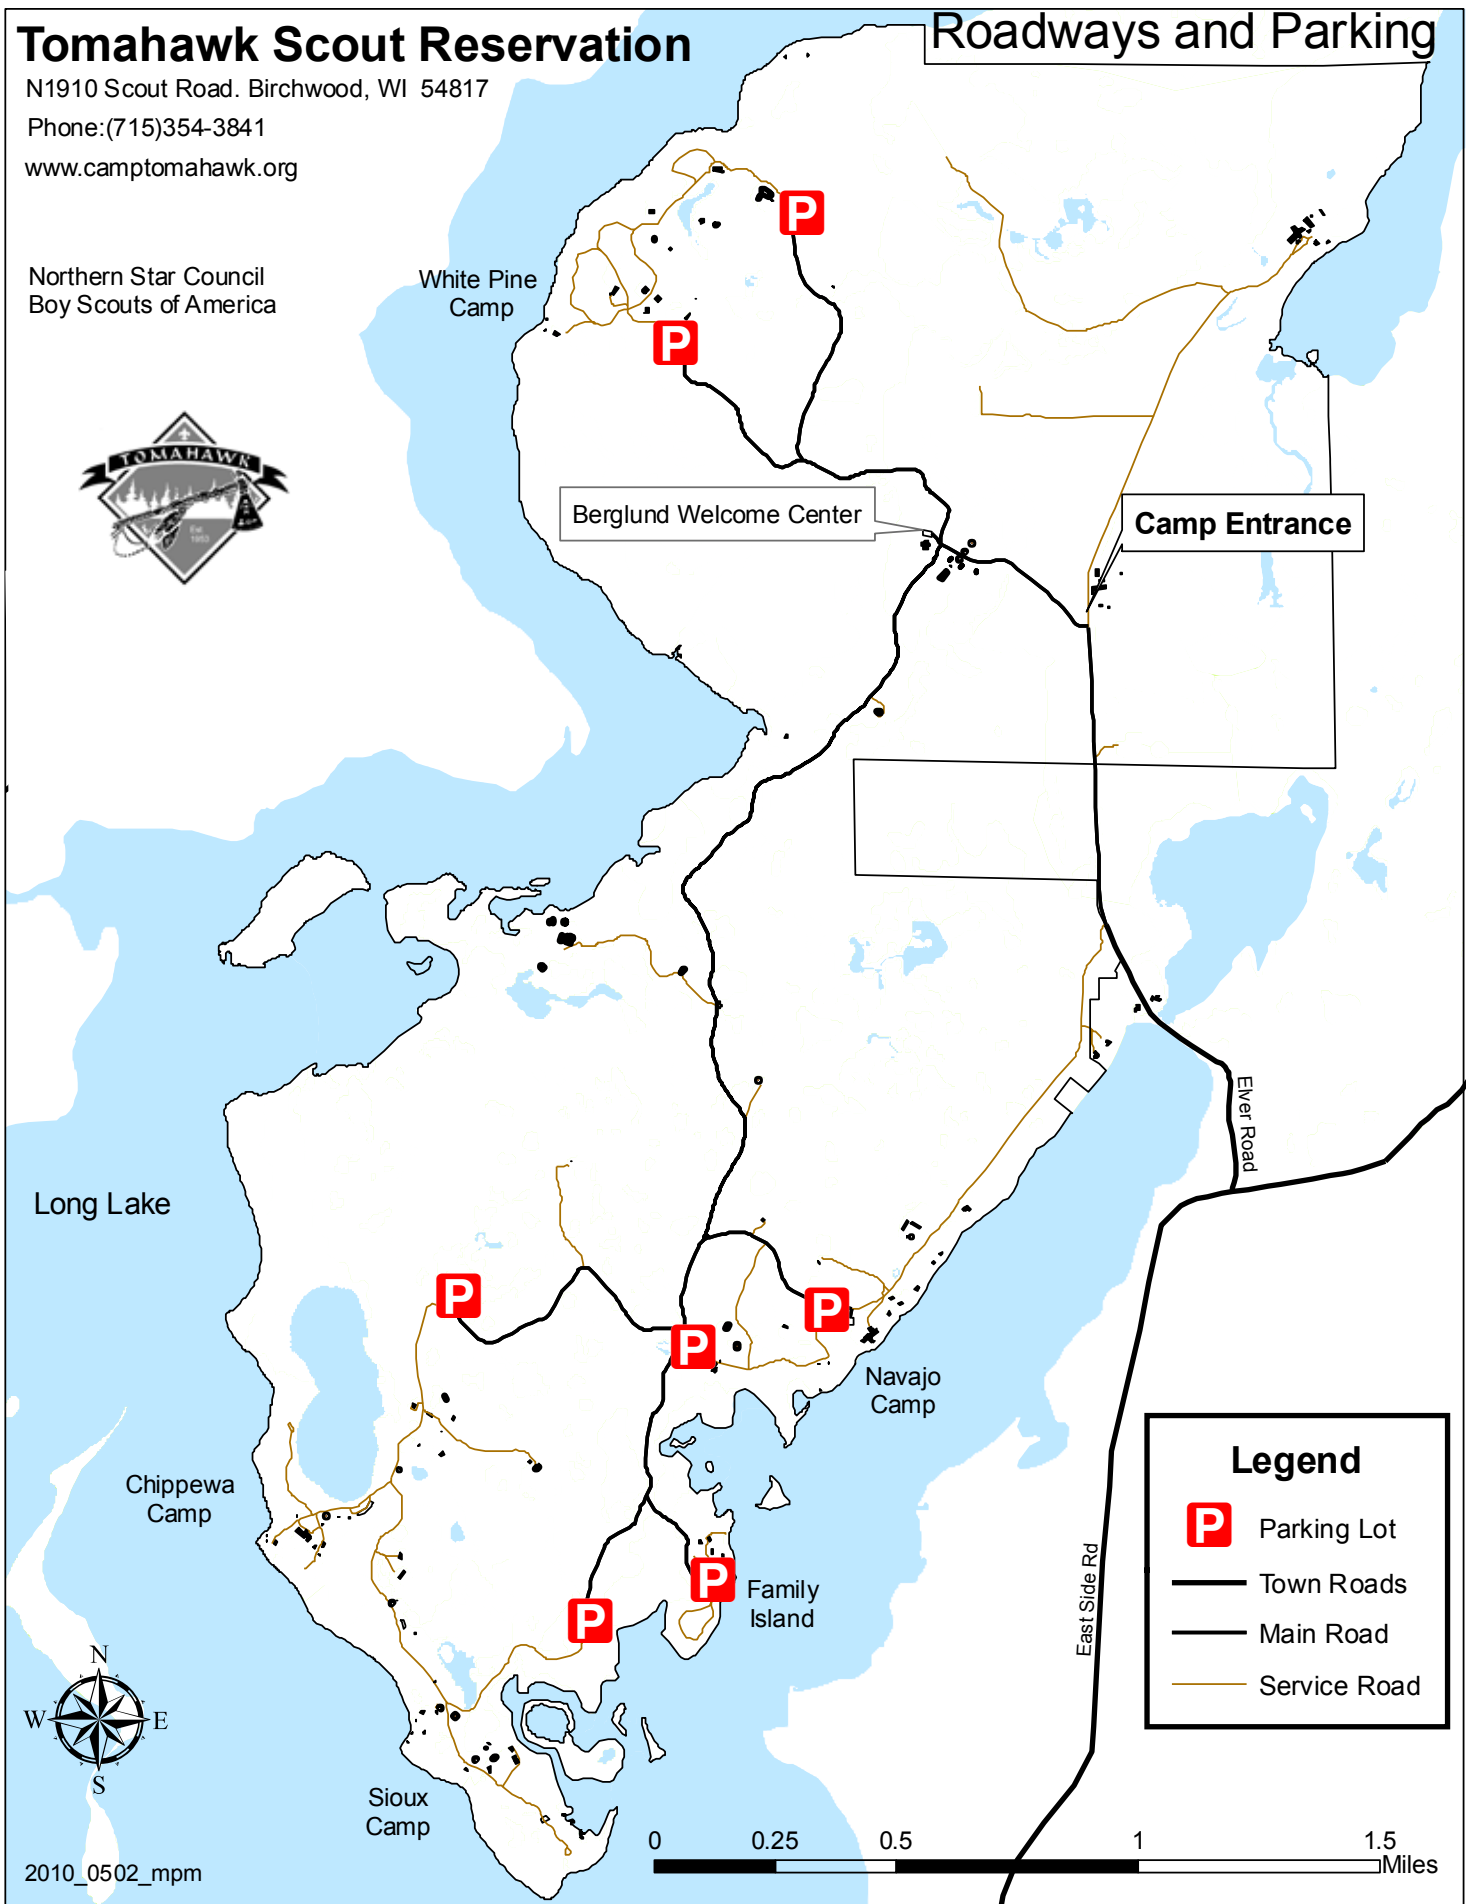 Tomahawk Scout Reservation
Roadways and Parking
N1910 Scout Road. Birchwood, WI  54817
Phone:(715)354-3841
www.camptomahawk.org
Northern Star Council
Boy Scouts of America
P
White Pine
Camp
P
TOMAHAWK
Est
1953
Berglund Welcome Center
Camp Entrance
Elver Road
Long Lake
P
P
P
Navajo
Camp
Chippewa
Camp
P
Family
Island
P
East Side Rd
Legend
P Parking Lot
Town Roads
Main Road
Service Road
N
W E
S
Sioux
Camp
0 0.25 0.5 1 1.5
Miles
2010_0502_mpm